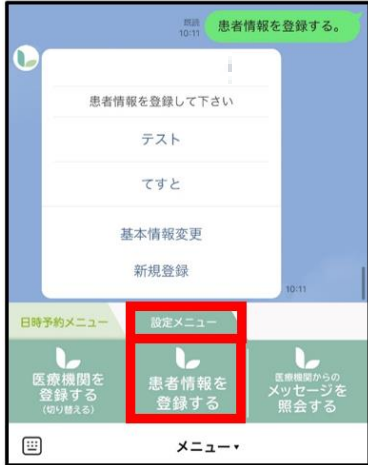 既読
10:11
患者情報を登録する。
患者情報を登録して下さい
テスト
てすと
基本情報変更
新規登録
10:11
日時予約メニュー
設定メニュー
医療機関を
登録する
(切り替える)
患者情報を
登録する
医療機関からの
メッセージを
照会する
メニュー▾